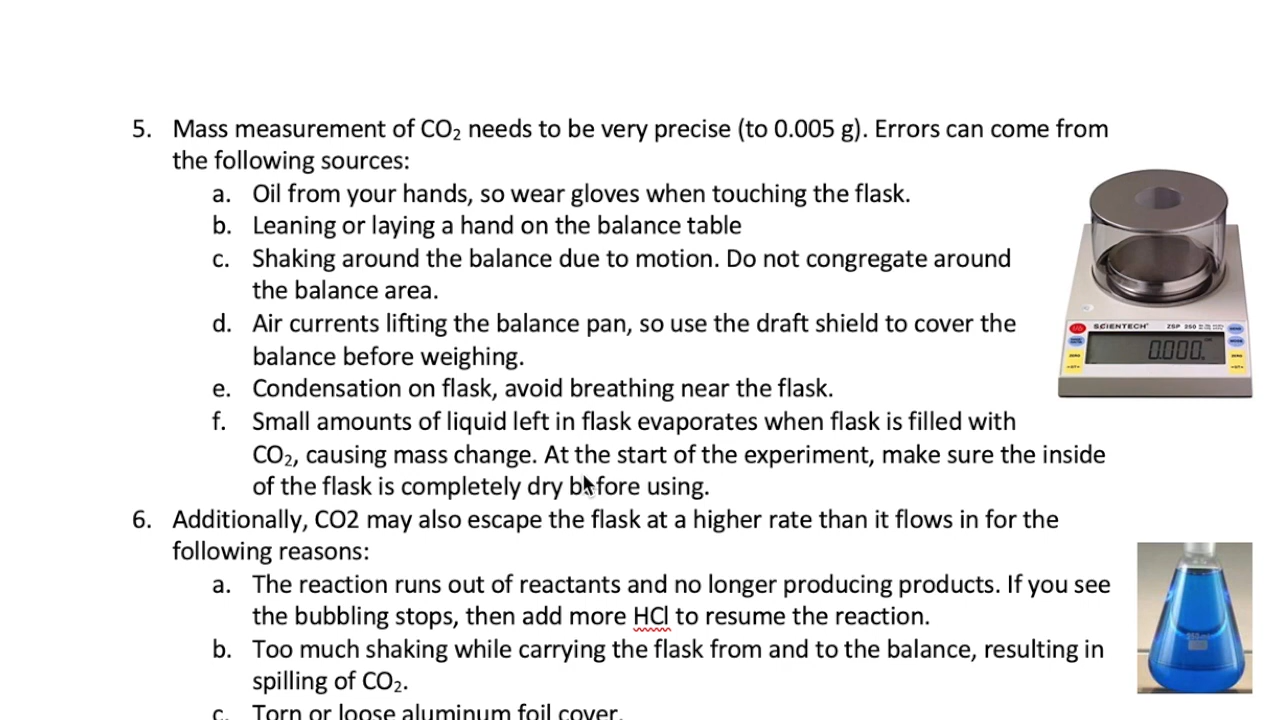 5. Mass measurement of CO₂ needs to be very precise (to 0.005 g). Errors can come from
the following sources:
a. Oil from your hands, so wear gloves when touching the flask.
b. Leaning or laying a hand on the balance table
c. Shaking around the balance due to motion. Do not congregate around
the balance area.
d. Air currents lifting the balance pan, so use the draft shield to cover the
balance before weighing.
e. Condensation on flask, avoid breathing near the flask.
f. Small amounts of liquid left in flask evaporates when flask is filled with
CO₂, causing mass change. At the start of the experiment, make sure the inside
of the flask is completely dry before using.
SCIENTECH
ZSP 250
0.000.
6. Additionally, CO2 may also escape the flask at a higher rate than it flows in for the
following reasons:
a. The reaction runs out of reactants and no longer producing products. If you see
the bubbling stops, then add more HCl to resume the reaction.
b. Too much shaking while carrying the flask from and to the balance, resulting in
spilling of CO₂.
c. Torn or loose aluminum foil cover.